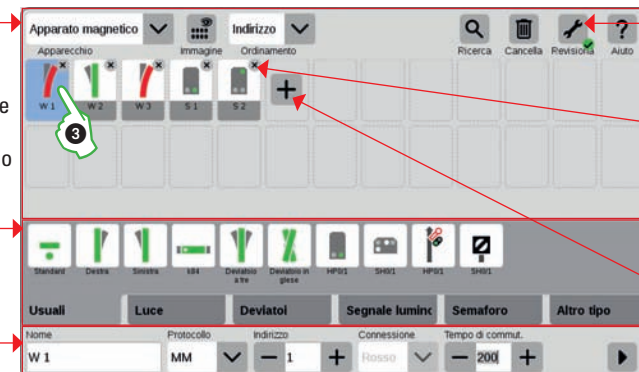 Apparato magnetico Indirizzo
Apparecchio Immagine Ordinamento Ricerca Cancella Revisione Aiuto
W 1 W 2 W 3 S 1 S 2
e
3
o
Standard Destra Sinistra k84 Deviatoio a tre Deviatoio in glese HP0/1 SH0/1 HP0/1 SH0/1
Usuali Luce Deviatoi Segnale luminc Semaforo Altro tipo
Nome Protocollo Indirizzo Connessione Tempo di commut.
W 1 MM 1 Rosso 200